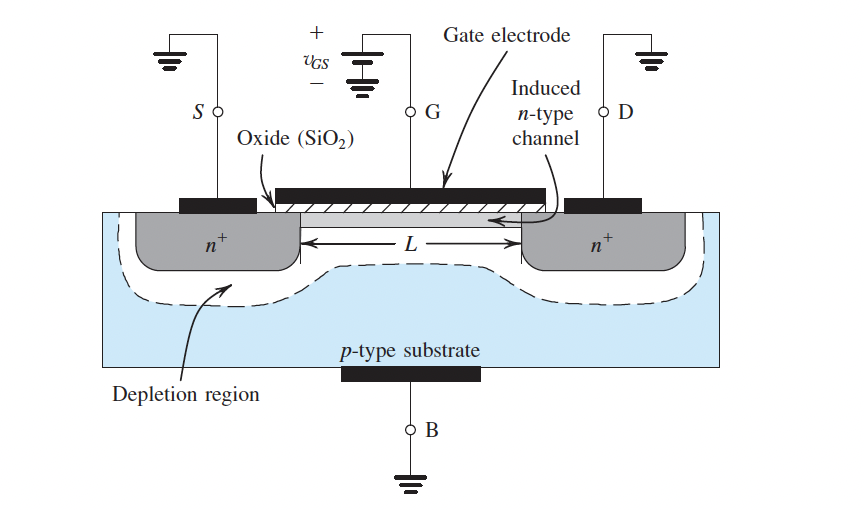 +
Gate electrode
vGS
−
Induced
n-type
channel
S
G
D
Oxide (SiO₂)
n⁺
L
n⁺
p-type substrate
Depletion region
B